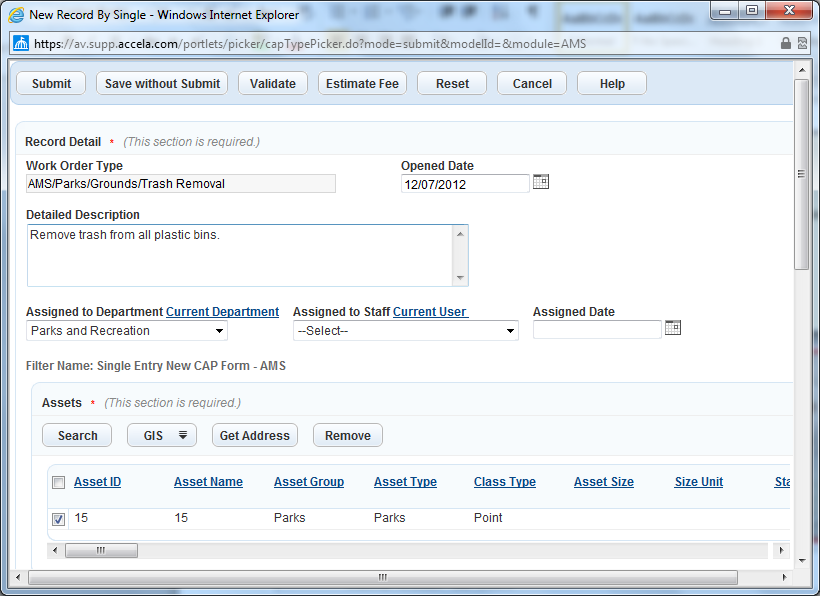 New Record By Single - Windows Internet Explorer
https://av.supp.accela.com/portlets/picker/capTypePicker.do?mode=submit&modelId=&module=AMS
Submit Save without Submit Validate Estimate Fee Reset Cancel Help
Record Detail * (This section is required.)
Work Order Type Opened Date
AMS/Parks/Grounds/Trash Removal 12/07/2012
Detailed Description
Remove trash from all plastic bins.
Assigned to Department Current Department Assigned to Staff Current User Assigned Date
Parks and Recreation --Select--
Filter Name: Single Entry New CAP Form - AMS
Assets * (This section is required.)
Search GIS Get Address Remove
Asset ID Asset Name Asset Group Asset Type Class Type Asset Size Size Unit Sta
15 15 Parks Parks Point